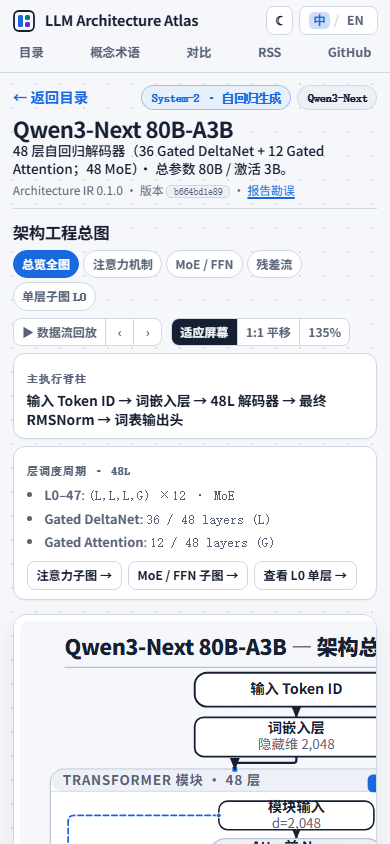 LLM Architecture Atlas
中 / EN
目录 概念术语 对比 RSS GitHub
← 返回目录 System-2 · 自回归生成 Qwen3-Next
Qwen3-Next 80B-A3B
48 层自回归解码器（36 Gated DeltaNet + 12 Gated
Attention；48 MoE）· 总参数 80B / 激活 3B。
Architecture IR 0.1.0 · 版本 b664bd1e89 · 报告勘误
架构工程总图
总览全图 注意力机制 MoE / FFN 残差流
单层子图 L0
▶ 数据流回放 ‹ › 适应屏幕 1:1 平移 135%
主执行脊柱
输入 Token ID → 词嵌入层 → 48L 解码器 → 最终
RMSNorm → 词表输出头
层调度周期 · 48L
• L0–47: (L,L,L,G) ×12 · MoE
• Gated DeltaNet: 36 / 48 layers (L)
• Gated Attention: 12 / 48 layers (G)
注意力子图 → MoE / FFN 子图 → 查看 L0 单层 →
Qwen3-Next 80B-A3B — 架构总
输入 Token ID
词嵌入层
隐藏维 2,048
TRANSFORMER 模块 · 48 层
模块输入
d=2,048